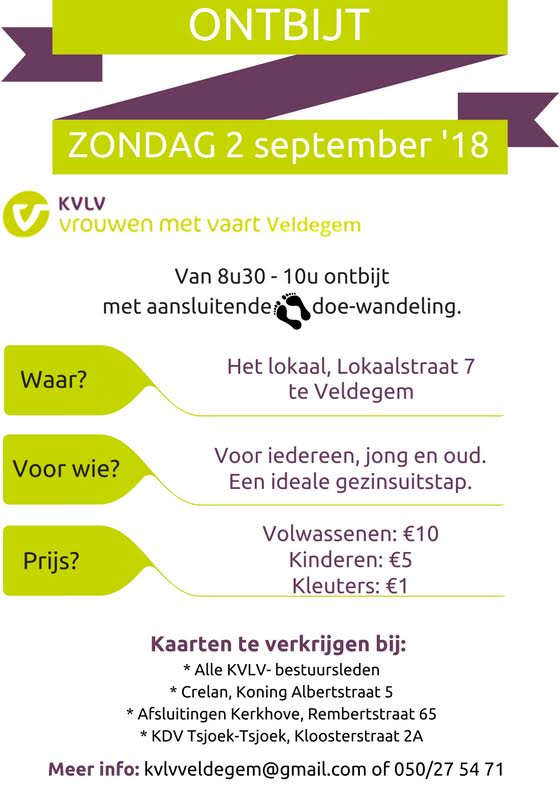 ONTBIJT
ZONDAG 2 september '18
KVLV
vrouwen met vaart Veldegem
Van 8u30 - 10u ontbijt
met aansluitende doe-wandeling.
Waar?
Het lokaal, Lokaalstraat 7
te Veldegem
Voor wie?
Voor iedereen, jong en oud.
Een ideale gezinsuitstap.
Prijs?
Volwassenen: €10
Kinderen: €5
Kleuters: €1
Kaarten te verkrijgen bij:
* Alle KVLV- bestuursleden
* Crelan, Koning Albertstraat 5
* Afsluitingen Kerkhove, Rembertstraat 65
* KDV Tsjoek-Tsjoek, Kloosterstraat 2A
Meer info: kvlvveldegem@gmail.com of 050/27 54 71